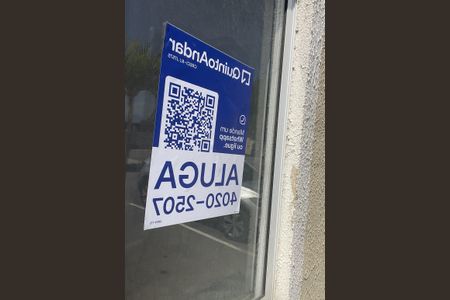 QuintoAndar
Mande um
Whatsapp
ou ligue.
ALUGA
4020-2507